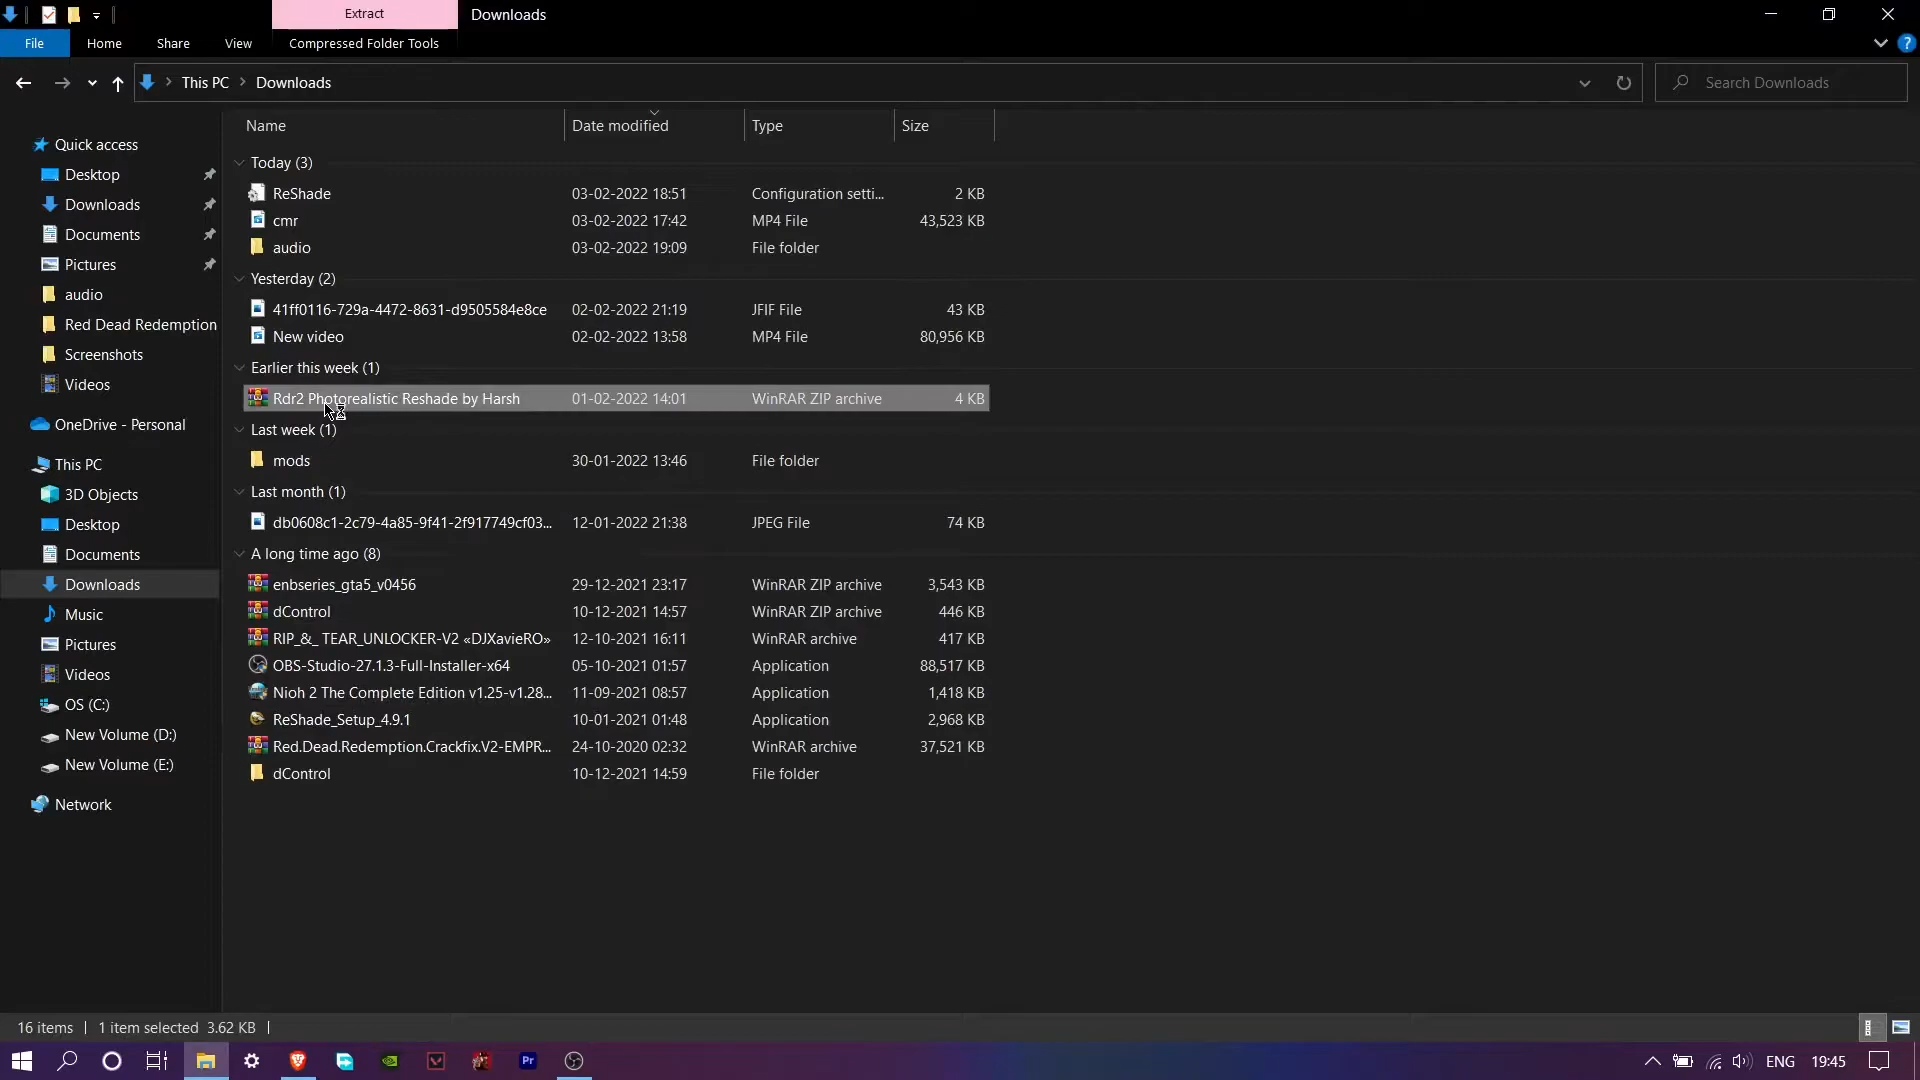 Extract
Downloads
File
Home
Share
View
Compressed Folder Tools
?
This PC
Downloads
Search Downloads
Name
Date modified
Type
Size
Quick access
Desktop
Downloads
Documents
Pictures
audio
Red Dead Redemption
Screenshots
Videos
OneDrive - Personal
This PC
3D Objects
Desktop
Documents
Downloads
Music
Pictures
Videos
OS (C:)
New Volume (D:)
New Volume (E:)
Network
Today (3)
ReShade 03-02-2022 18:51 Configuration setti... 2 KB
cmr 03-02-2022 17:42 MP4 File 43,523 KB
audio 03-02-2022 19:09 File folder
Yesterday (2)
41ff0116-729a-4472-8631-d9505584e8ce 02-02-2022 21:19 JFIF File 43 KB
New video 02-02-2022 13:58 MP4 File 80,956 KB
Earlier this week (1)
Rdr2 Photorealistic Reshade by Harsh 01-02-2022 14:01 WinRAR ZIP archive 4 KB
Last week (1)
mods 30-01-2022 13:46 File folder
Last month (1)
db0608c1-2c79-4a85-9f41-2f917749cf03... 12-01-2022 21:38 JPEG File 74 KB
A long time ago (8)
enbseries_gta5_v0456 29-12-2021 23:17 WinRAR ZIP archive 3,543 KB
dControl 10-12-2021 14:57 WinRAR ZIP archive 446 KB
RIP_&_ TEAR_UNLOCKER-V2 «DJXavieRO» 12-10-2021 16:11 WinRAR archive 417 KB
OBS-Studio-27.1.3-Full-Installer-x64 05-10-2021 01:57 Application 88,517 KB
Nioh 2 The Complete Edition v1.25-v1.28... 11-09-2021 08:57 Application 1,418 KB
ReShade_Setup_4.9.1 10-01-2021 01:48 Application 2,968 KB
Red.Dead.Redemption.Crackfix.V2-EMPR... 24-10-2020 02:32 WinRAR archive 37,521 KB
dControl 10-12-2021 14:59 File folder
16 items
1 item selected 3.62 KB
Pr
ENG
19:45